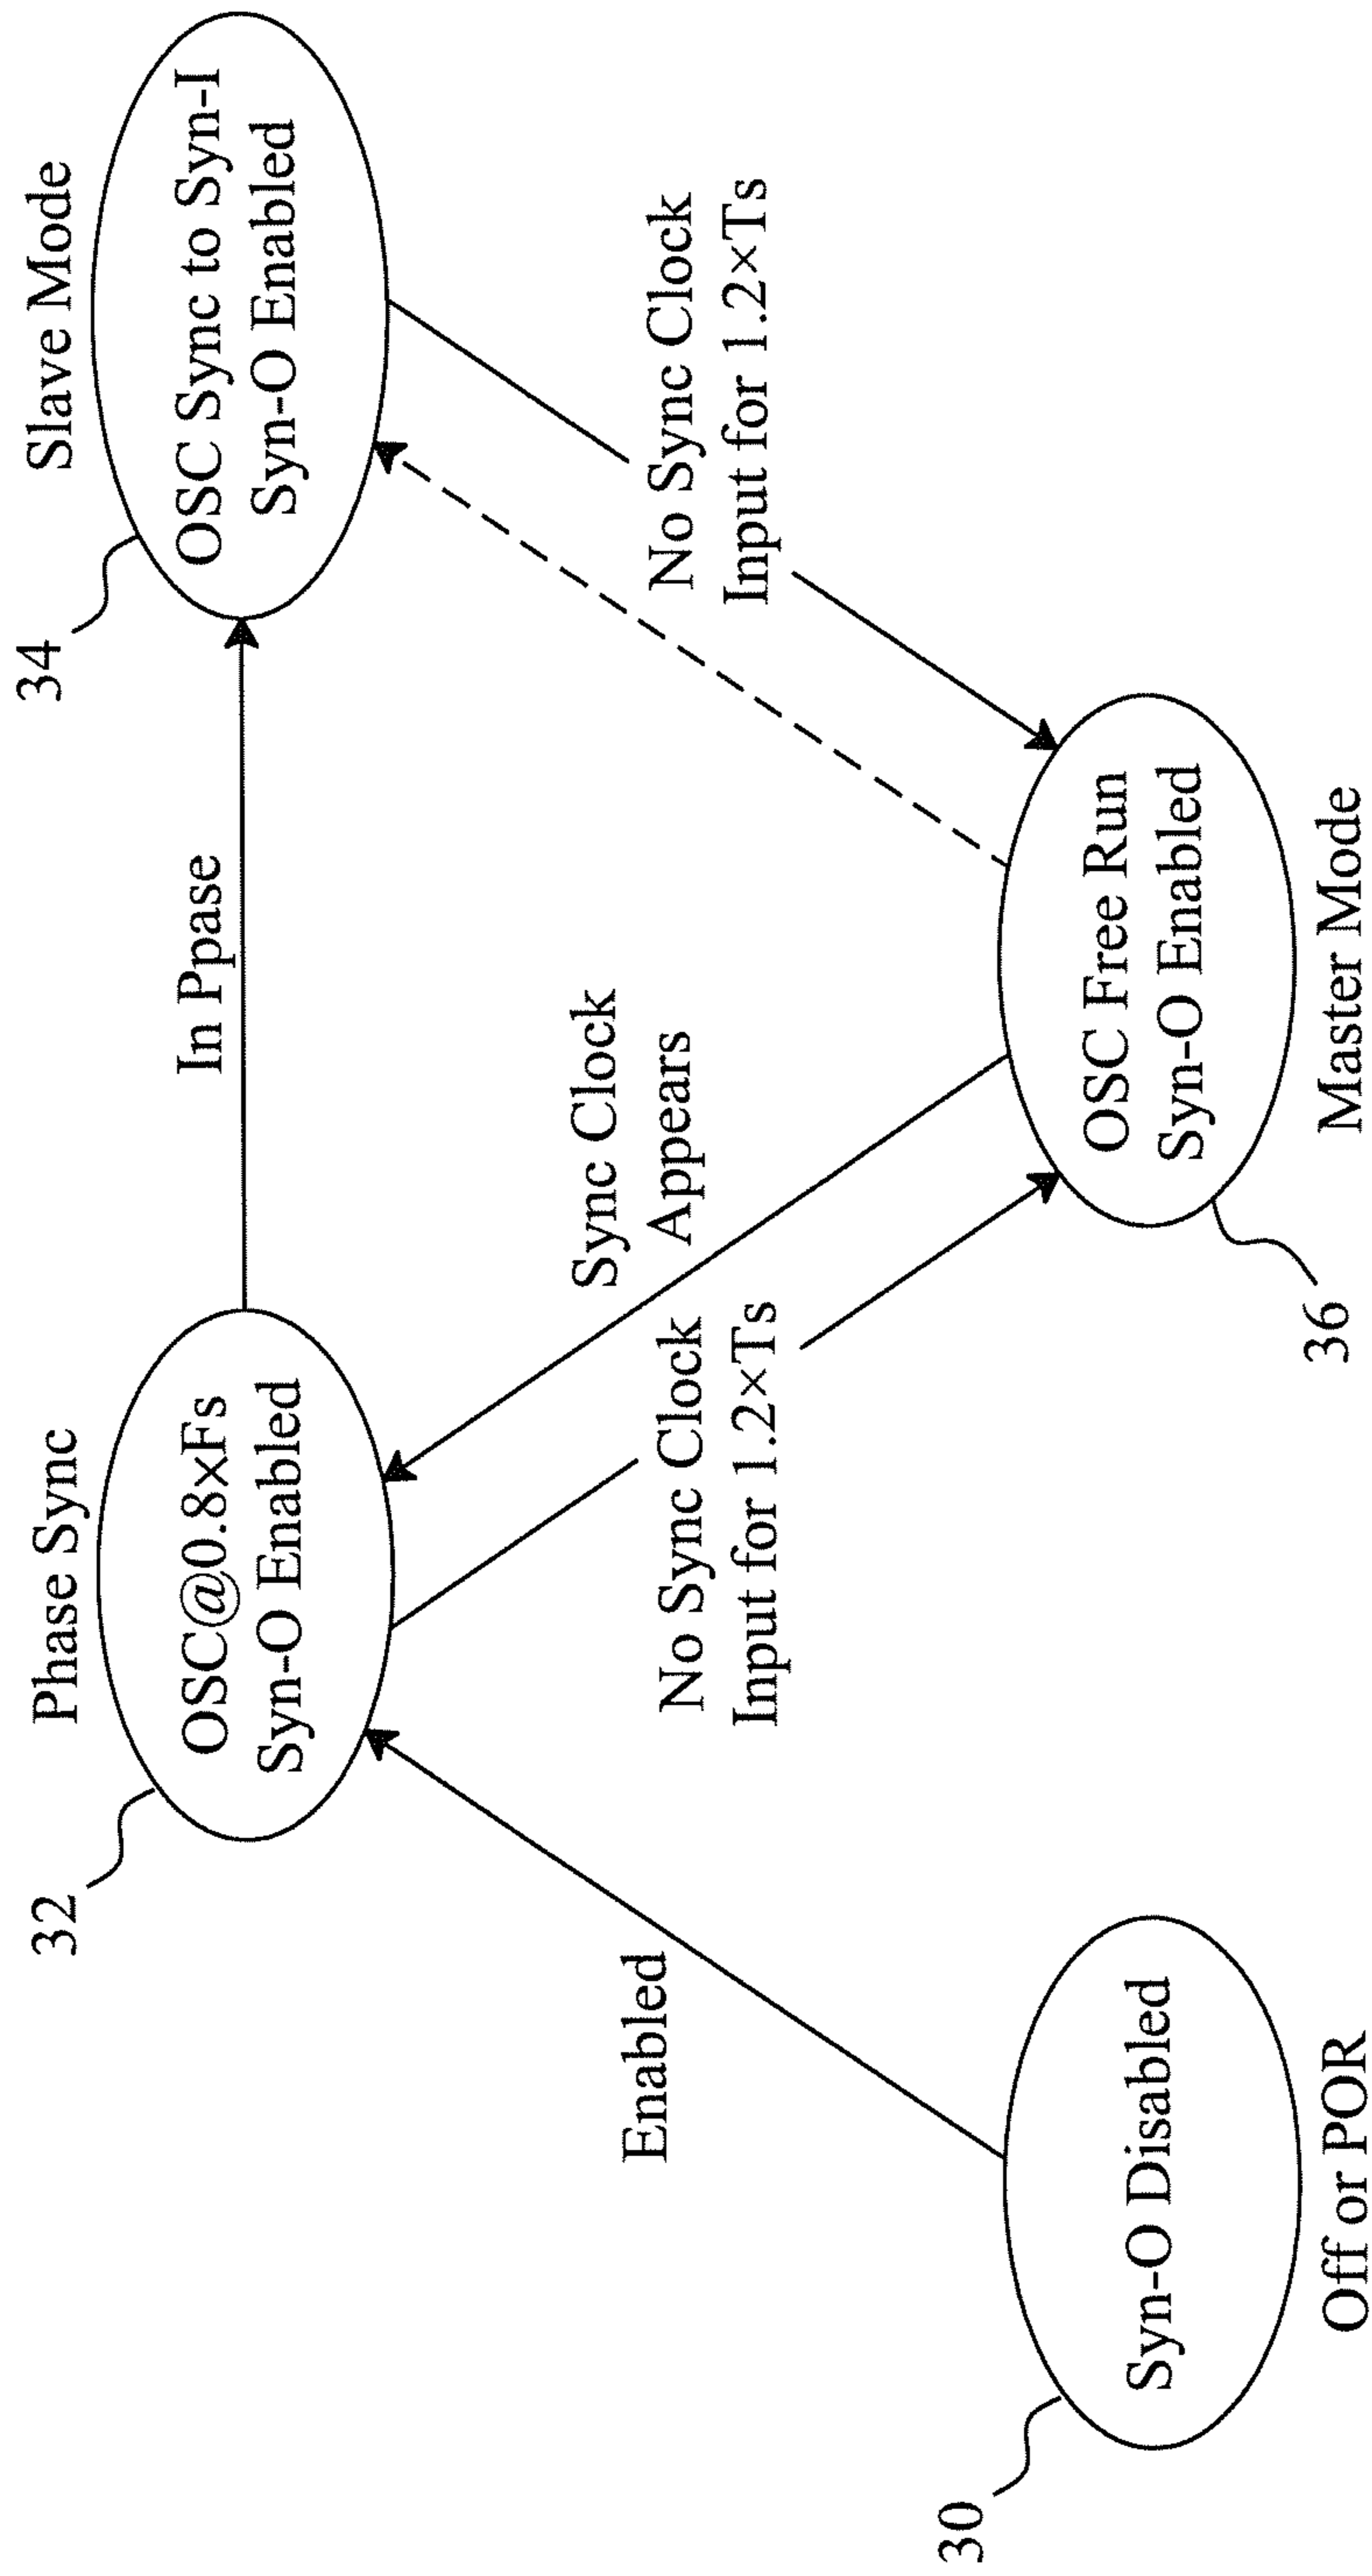 Phase Sync
Slave Mode
32
34
OSC@0.8×Fs
Syn-O Enabled
In Ppase
OSC Sync to Syn-I
Syn-O Enabled
Enabled
Sync Clock
Appears
No Sync Clock
Input for 1.2×Ts
No Sync Clock
Input for 1.2×Ts
30
Syn-O Disabled
Off or POR
36
OSC Free Run
Syn-O Enabled
Master Mode